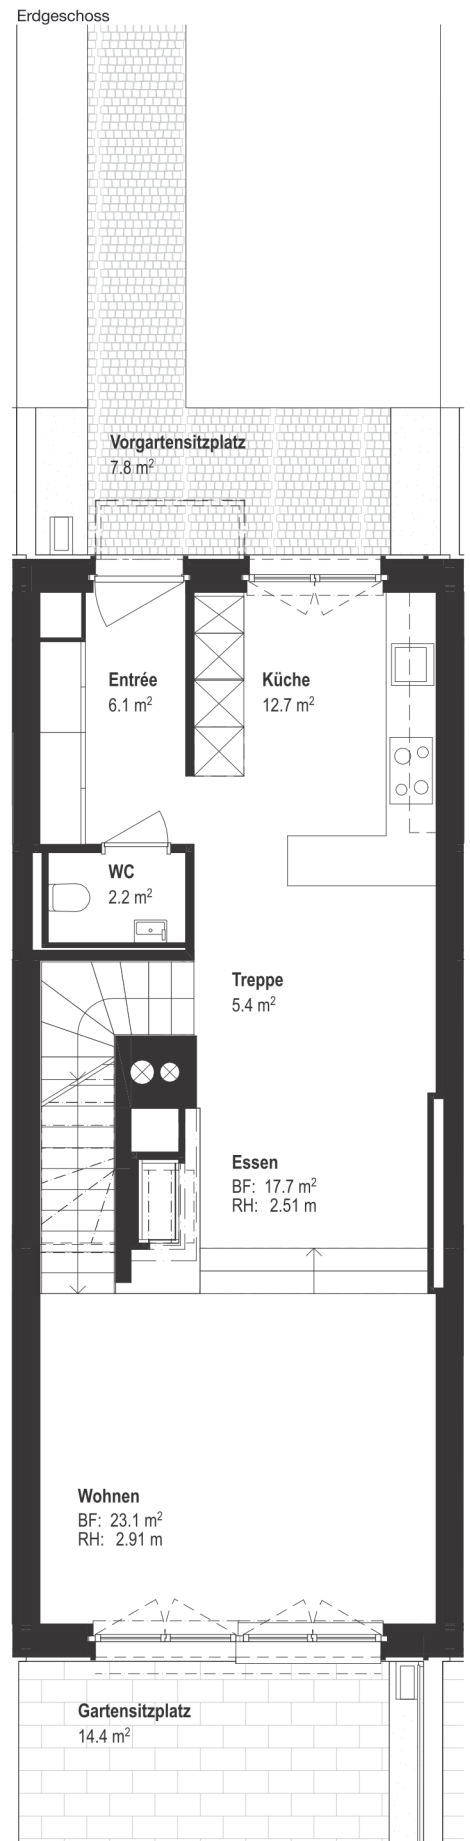 Erdgeschoss
Vorgartensitzplatz
7.8 m²
Entrée
6.1 m²
Küche
12.7 m²
WC
2.2 m²
Treppe
5.4 m²
Essen
BF: 17.7 m²
RH: 2.51 m
Wohnen
BF: 23.1 m²
RH: 2.91 m
Gartensitzplatz
14.4 m²